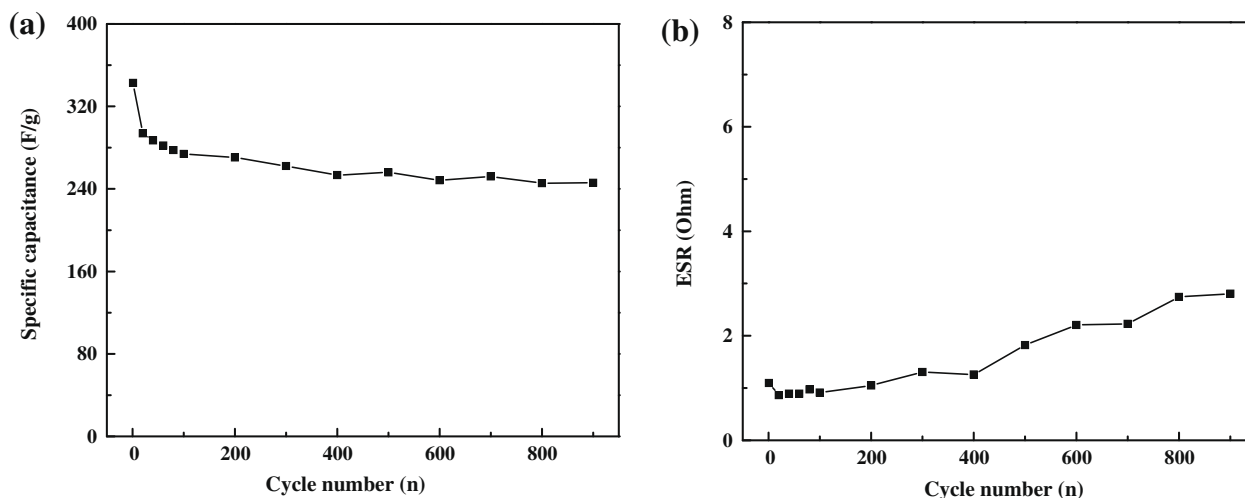 (a)
400
320
240
160
80
0
Specific capacitance (F/g)
0 200 400 600 800
Cycle number (n)
(b)
8
6
4
2
0
ESR (Ohm)
0 200 400 600 800
Cycle number (n)